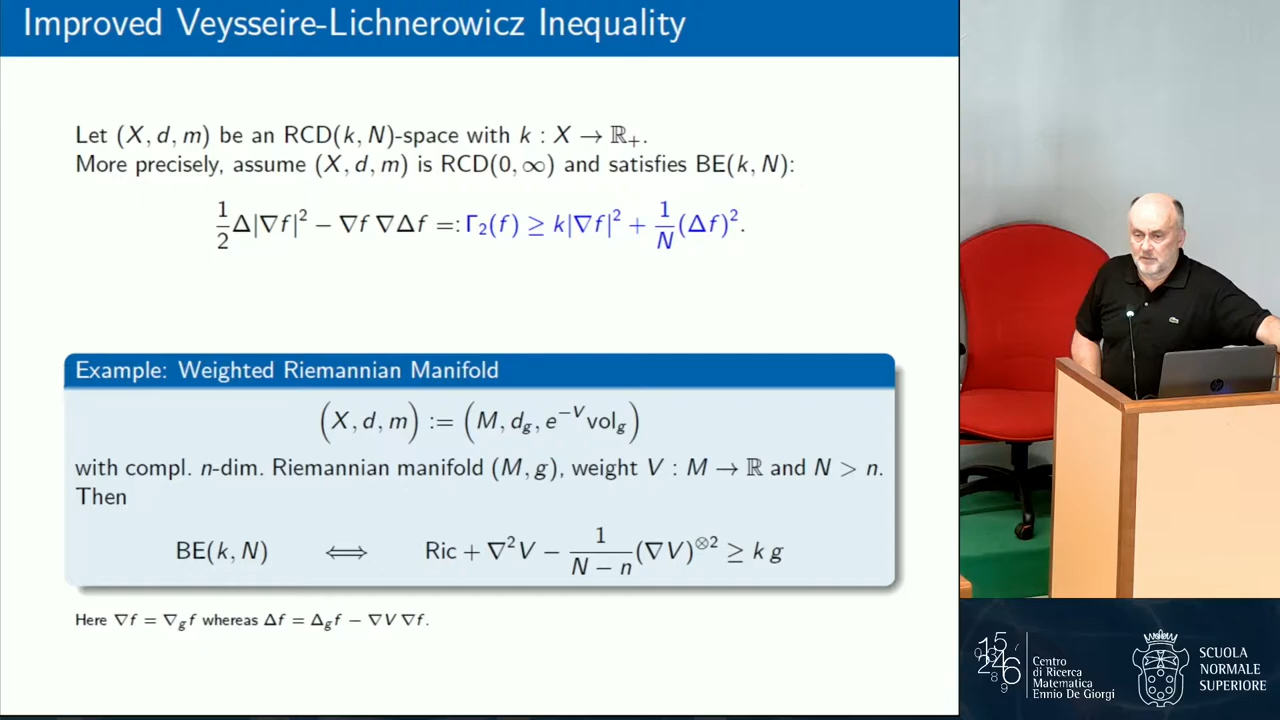 Improved Veysseire-Lichnerowicz Inequality
Let (X, d, m) be an RCD(k, N)-space with k : X → ℝ₊.
More precisely, assume (X, d, m) is RCD(0, ∞) and satisfies BE(k, N):
1/2 Δ|∇f|² − ∇f ∇Δf =: Γ₂(f) ≥ k|∇f|² + 1/N (Δf)².
Example: Weighted Riemannian Manifold
(X, d, m) := (M, d_g, e^{−V} vol_g)
with compl. n-dim. Riemannian manifold (M, g), weight V : M → ℝ and N > n.
Then
BE(k, N) ⟺ Ric + ∇²V − 1/(N − n) (∇V)^{⊗2} ≥ k g
Here ∇f = ∇_g f whereas Δf = Δ_g f − ∇V ∇f.
hp
Centro
di Ricerca
Matematica
Ennio De Giorgi
SCUOLA
NORMALE
SUPERIORE